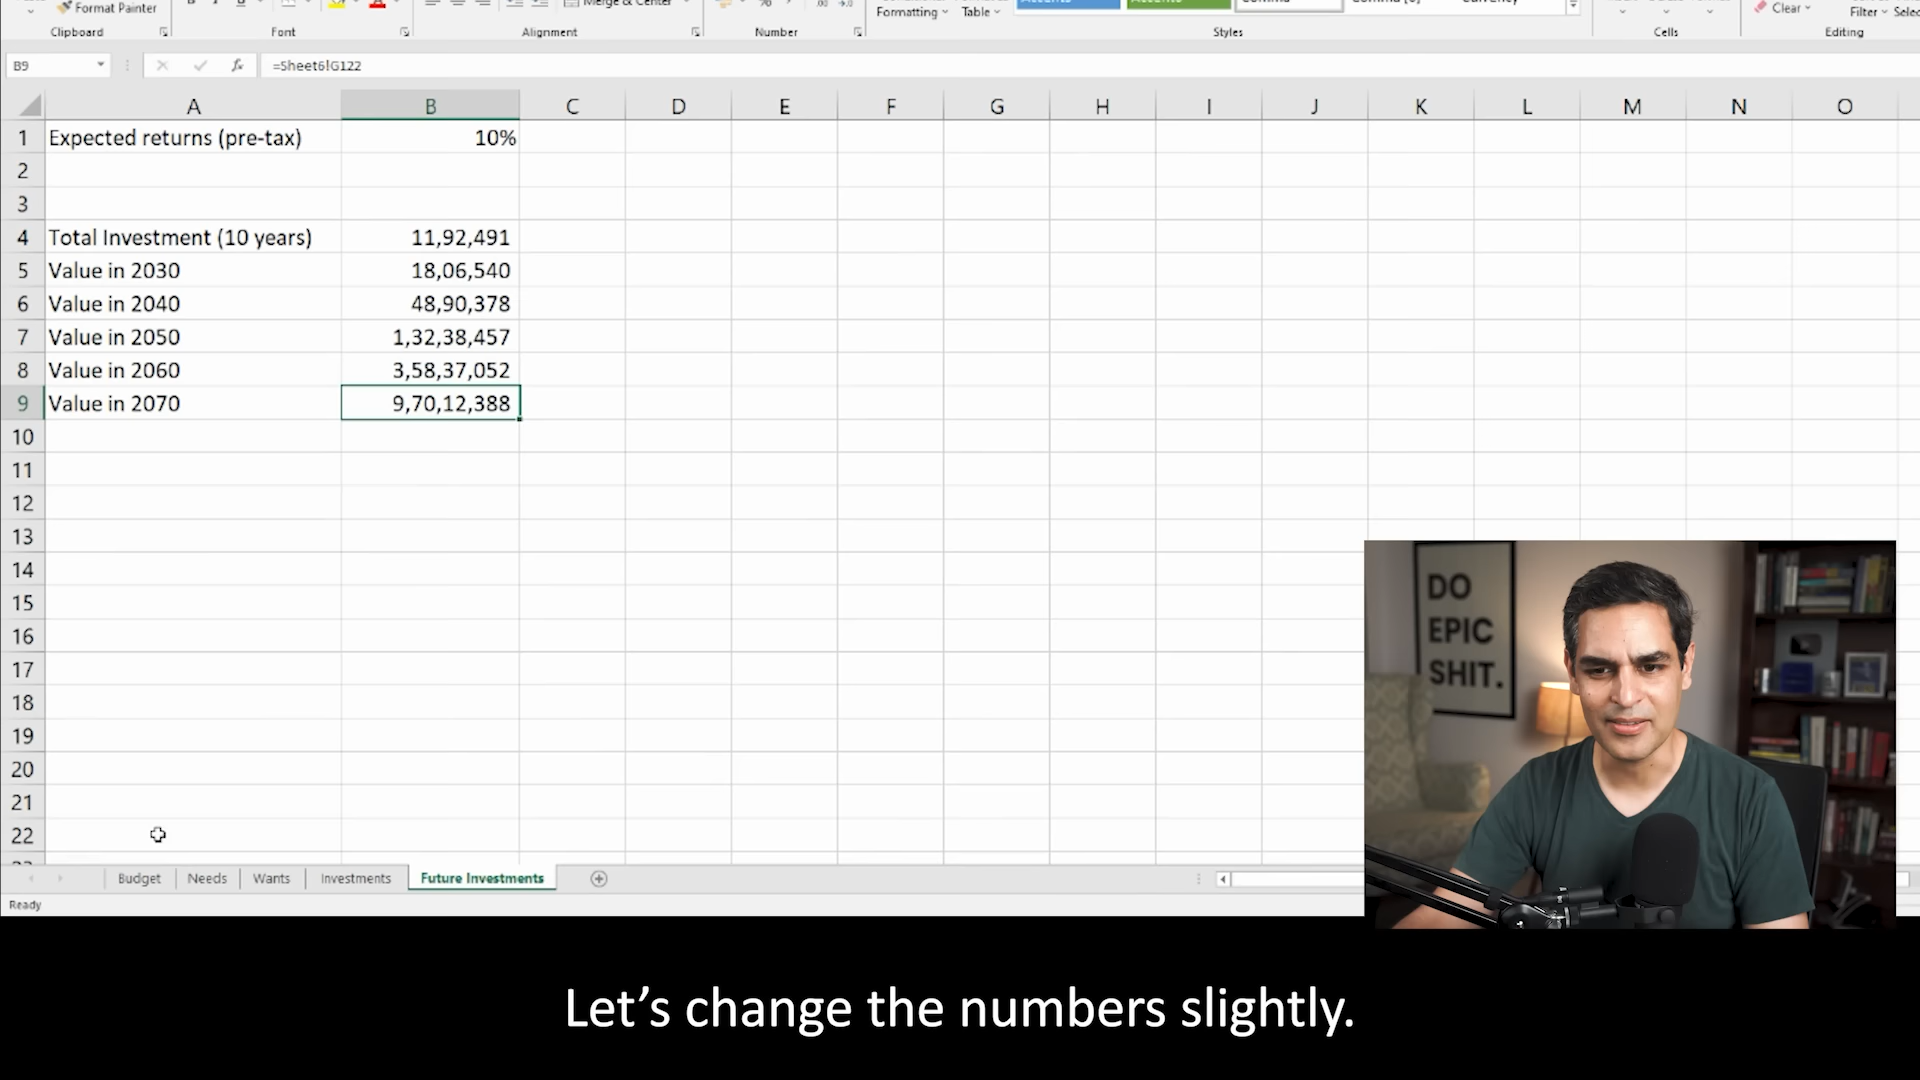 Format Painter
Merge & Center
Formatting
Table
Clear
Filter
Clipboard
Font
Alignment
Number
Styles
Cells
Editing
B9
fx
=Sheet6!G122
A B C D E F G H I J K L M N O
1 Expected returns (pre-tax) 10%
2
3
4 Total Investment (10 years) 11,92,491
5 Value in 2030 18,06,540
6 Value in 2040 48,90,378
7 Value in 2050 1,32,38,457
8 Value in 2060 3,58,37,052
9 Value in 2070 9,70,12,388
10
11
12
13
14
15
16
17
18
19
20
21
22
DO
EPIC
SHIT.
Budget Needs Wants Investments Future Investments
Ready
Let’s change the numbers slightly.